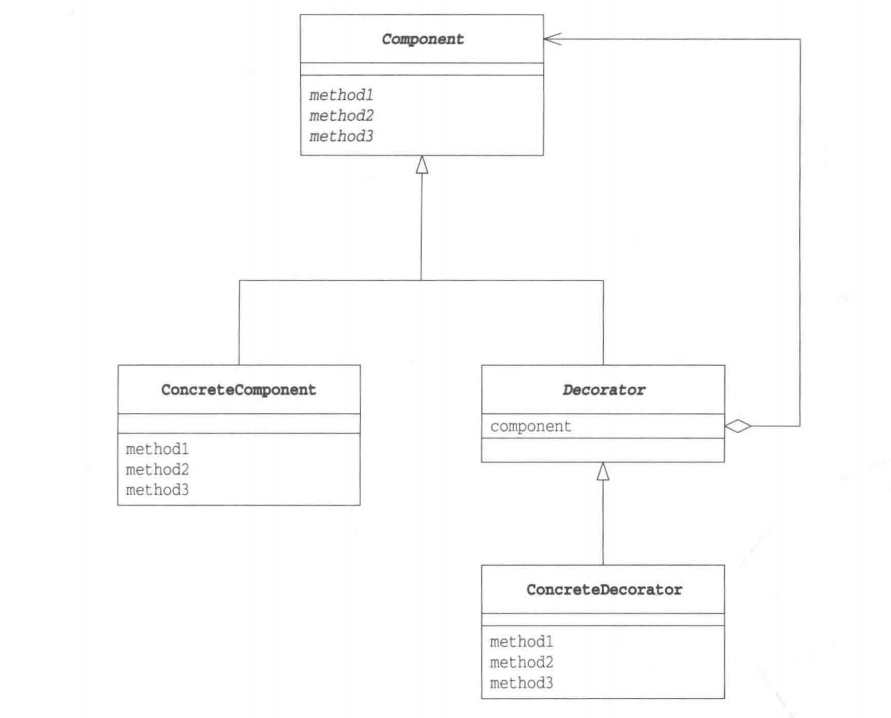 Component
method1
method2
method3
ConcreteComponent
method1
method2
method3
Decorator
component
ConcreteDecorator
method1
method2
method3